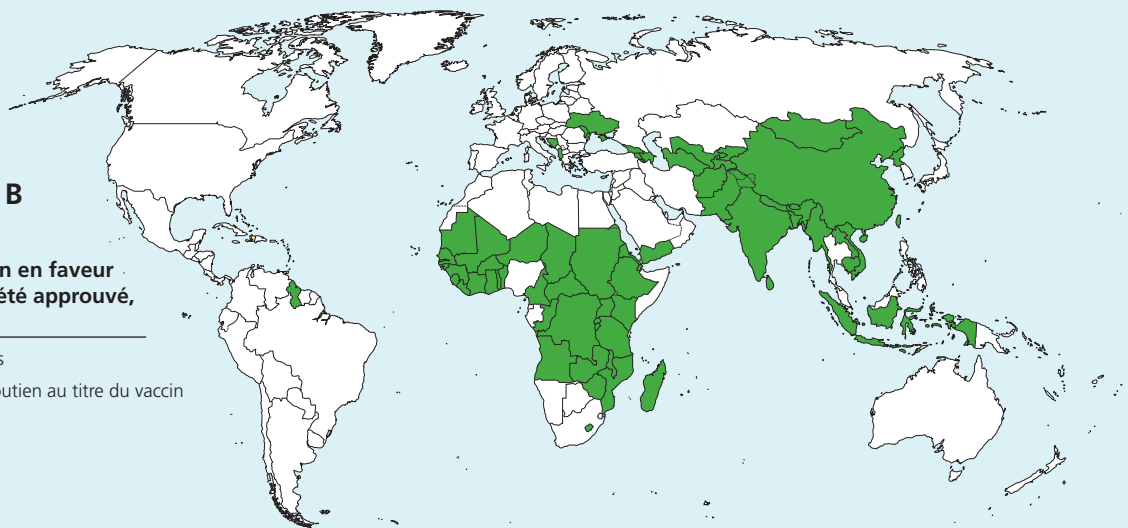 B
n en faveur
été approuvé,
s
outien au titre du vaccin